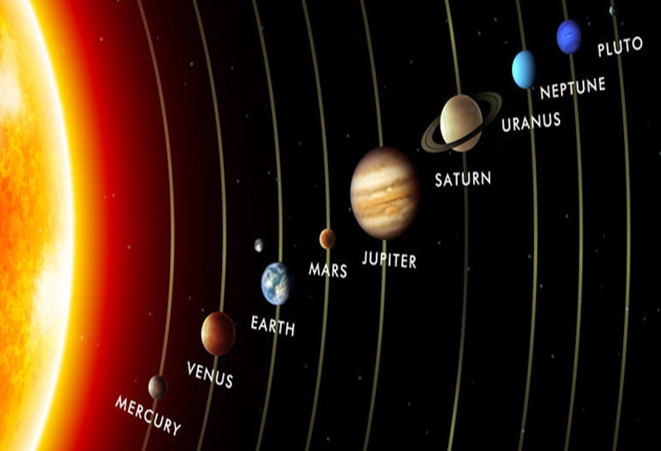 MERCURY
VENUS
EARTH
MARS
JUPITER
SATURN
URANUS
NEPTUNE
PLUTO